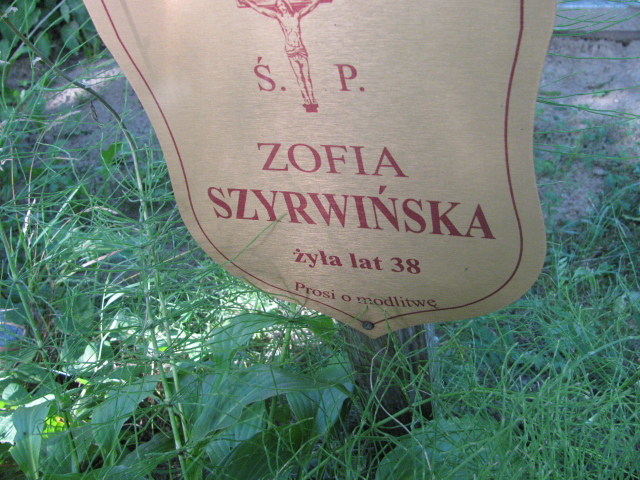 Ś. P.
ZOFIA
SZYRWIŃSKA
żyła lat 38
Prosi o modlitwę